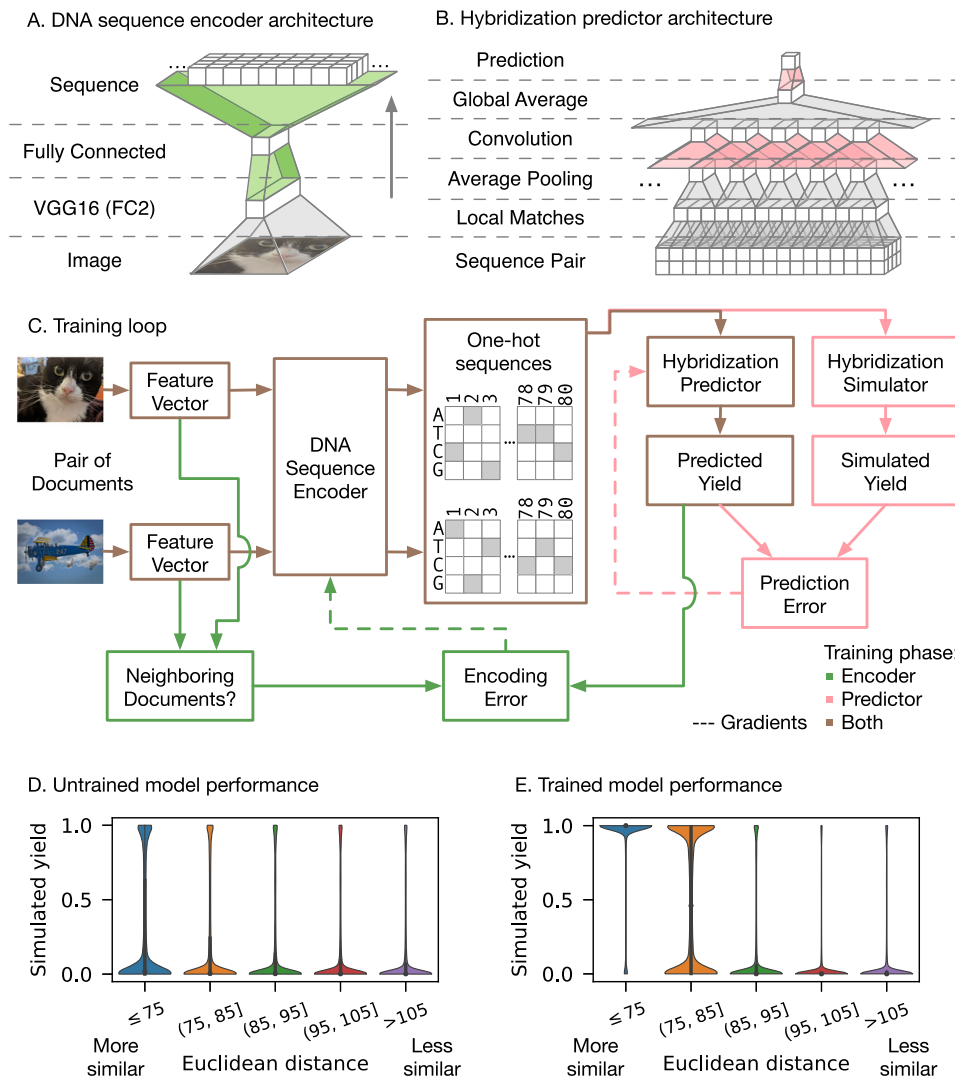 A. DNA sequence encoder architecture
Sequence
... ...
Fully Connected
VGG16 (FC2)
Image
B. Hybridization predictor architecture
Prediction
Global Average
Convolution
Average Pooling
... ...
Local Matches
Sequence Pair
C. Training loop
Pair of
Documents
Feature
Vector
Feature
Vector
DNA
Sequence
Encoder
One-hot
sequences
1 2 3 78 79 80
A
T
C
G
...
1 2 3 78 79 80
A
T
C
G
...
Hybridization
Predictor
Hybridization
Simulator
Predicted
Yield
Simulated
Yield
Prediction
Error
Neighboring
Documents?
Encoding
Error
Training phase:
Encoder
Predictor
Both
--- Gradients
D. Untrained model performance
Simulated yield
1.0
0.5
0.0
≤ 75 (75, 85] (85, 95] (95, 105] >105
More
similar
Euclidean distance
Less
similar
E. Trained model performance
Simulated yield
1.0
0.5
0.0
≤ 75 (75, 85] (85, 95] (95, 105] >105
More
similar
Euclidean distance
Less
similar